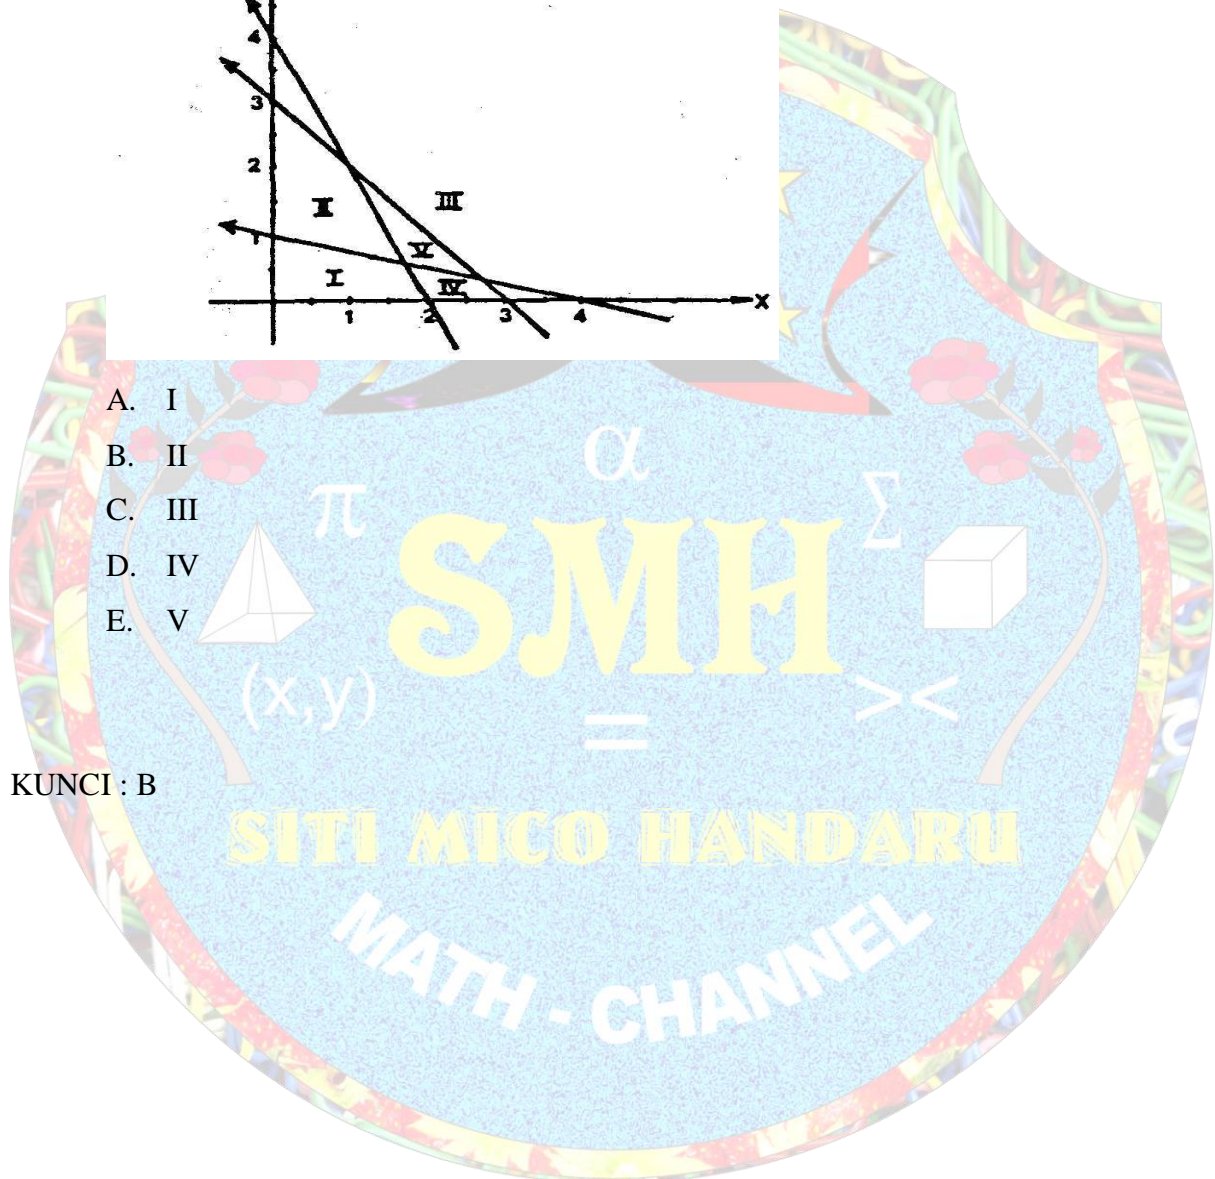 4
3
2
II
III
1
V
I
IV
X
1
2
3
4
A. I
B. II
C. III
D. IV
E. V
α
π
Σ
SMH
(x,y)
><
=
KUNCI : B
SITI MICO HANDARU
MATH - CHANNEL